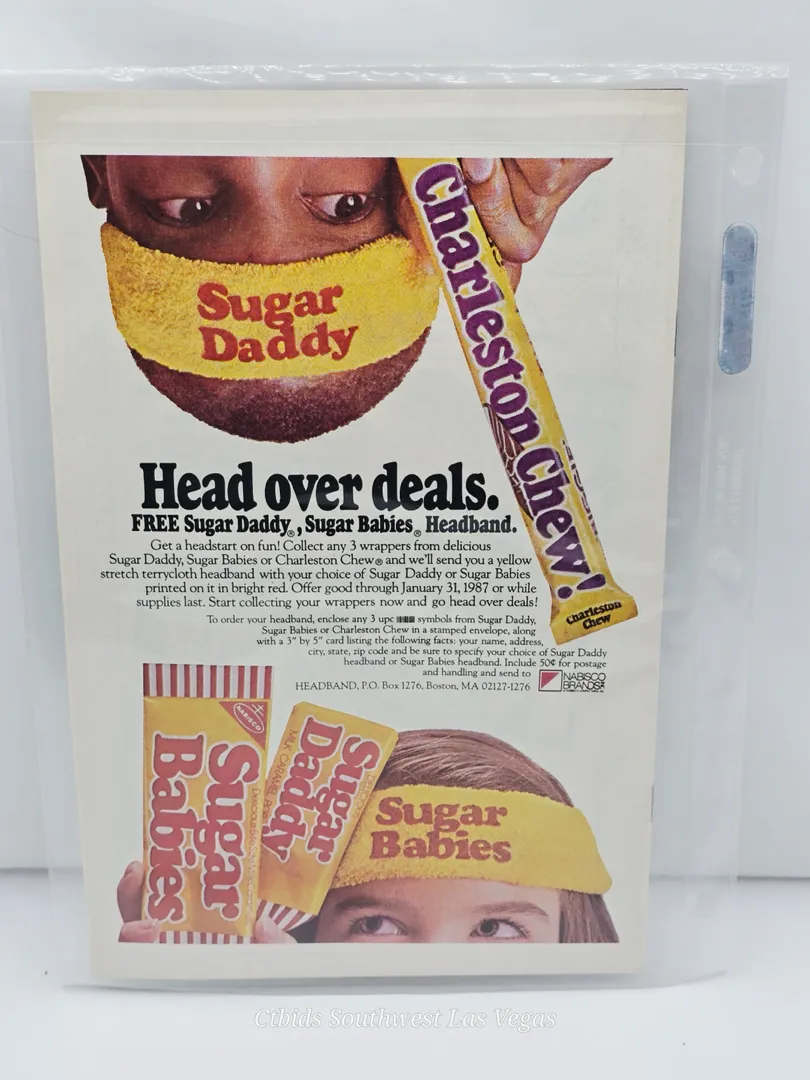 Sugar
Daddy
Charleston Chew!
Charleston
Chew
Head over deals.
FREE Sugar Daddy®, Sugar Babies® Headband.
Get a headstart on fun! Collect any 3 wrappers from delicious
Sugar Daddy, Sugar Babies or Charleston Chew® and we'll send you a yellow
stretch terrycloth headband with your choice of Sugar Daddy or Sugar Babies
printed on it in bright red. Offer good through January 31, 1987 or while
supplies last. Start collecting your wrappers now and go head over deals!
To order your headband, enclose any 3 upc symbols from Sugar Daddy,
Sugar Babies or Charleston Chew in a stamped envelope, along
with a 3" by 5" card listing the following facts: your name, address,
city, state, zip code and be sure to specify your choice of Sugar Daddy
headband or Sugar Babies headband. Include 50¢ for postage
and handling and send to
HEADBAND, P.O. Box 1276, Boston, MA 02127-1276
NABISCO
BRANDS
NABISCO
Sugar
Babies
Sugar
Daddy
MILK CARAMEL POP
Sugar
Babies
Ctbids Southwest Las Vegas